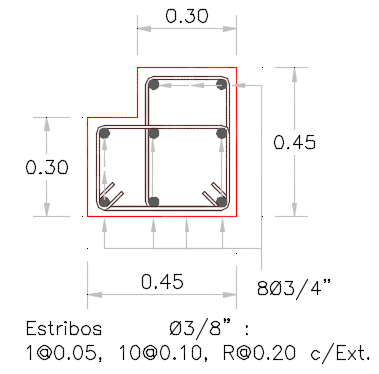 0.30
0.45
0.30
0.45
8Ø3/4”
Estribos Ø3/8” :
1@0.05, 10@0.10, R@0.20 c/Ext.